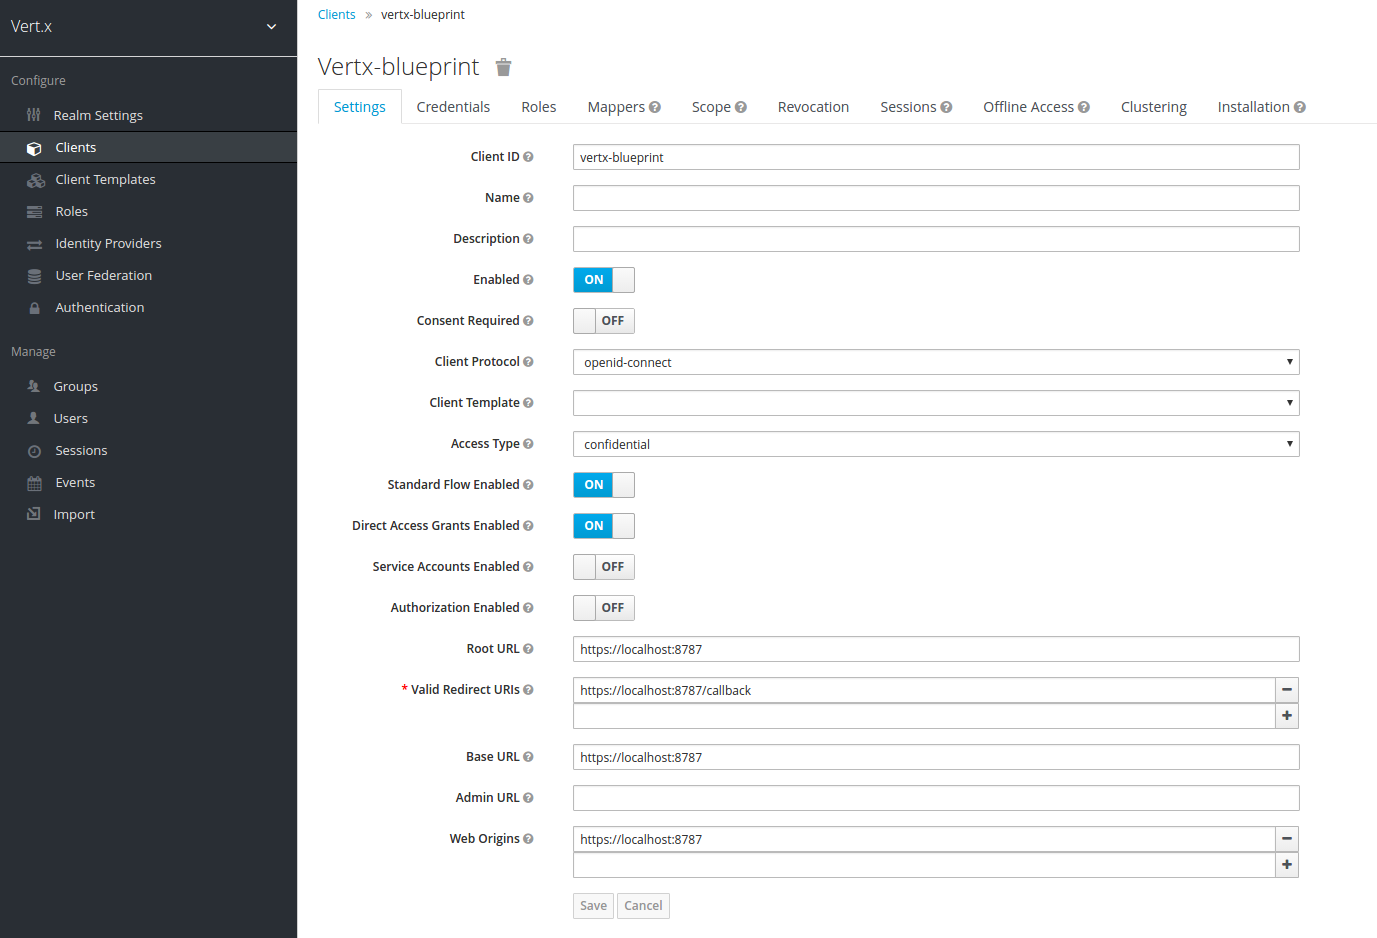 Vert.x
Configure
Realm Settings
Clients
Client Templates
Roles
Identity Providers
User Federation
Authentication
Manage
Groups
Users
Sessions
Events
Import
Clients » vertx-blueprint
Vertx-blueprint
Settings Credentials Roles Mappers Scope Revocation Sessions Offline Access Clustering Installation
Client ID vertx-blueprint
Name
Description
Enabled ON
Consent Required OFF
Client Protocol openid-connect
Client Template
Access Type confidential
Standard Flow Enabled ON
Direct Access Grants Enabled ON
Service Accounts Enabled OFF
Authorization Enabled OFF
Root URL https://localhost:8787
* Valid Redirect URIs https://localhost:8787/callback
Base URL https://localhost:8787
Admin URL
Web Origins https://localhost:8787
Save Cancel